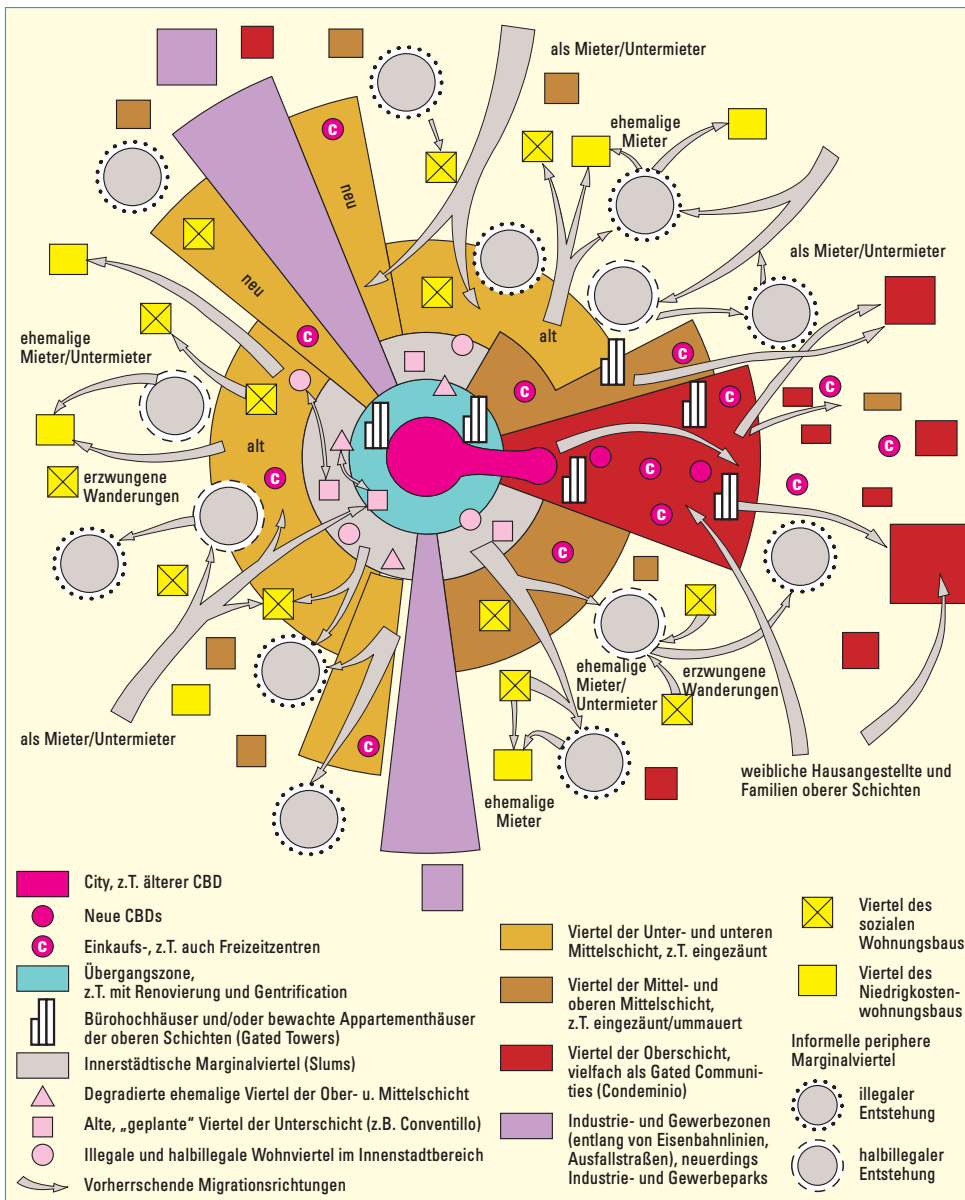 als Mieter/Untermieter
C
ehemalige
Mieter
neu
neu
als Mieter/Untermieter
alt
C
ehemalige
Mieter/Untermieter
C
C
C
C
C
alt
C
C
erzwungene
Wanderungen
C
C
C
C
ehemalige
Mieter/
Untermieter
erzwungene
Wanderungen
als Mieter/Untermieter
C
weibliche Hausangestellte und
Familien oberer Schichten
ehemalige
Mieter
City, z.T. älterer CBD
Neue CBDs
C
Einkaufs-, z.T. auch Freizeitzentren
Übergangszone,
z.T. mit Renovierung und Gentrification
Bürohochhäuser und/oder bewachte Appartementhäuser
der oberen Schichten (Gated Towers)
Innerstädtische Marginalviertel (Slums)
Degradierte ehemalige Viertel der Ober- u. Mittelschicht
Alte, „geplante" Viertel der Unterschicht (z.B. Conventillo)
Illegale und halbillegale Wohnviertel im Innenstadtbereich
Vorherrschende Migrationsrichtungen
Viertel der Unter- und unteren
Mittelschicht, z.T. eingezäunt
Viertel der Mittel- und
oberen Mittelschicht,
z.T. eingezäunt/ummauert
Viertel der Oberschicht,
vielfach als Gated Communi-
ties (Condeminio)
Industrie- und Gewerbezonen
(entlang von Eisenbahnlinien,
Ausfallstraßen), neuerdings
Industrie- und Gewerbeparks
Viertel des
sozialen
Wohnungsbaus
Viertel des
Niedrigkosten-
wohnungsbaus
Informelle periphere
Marginalviertel
illegaler
Entstehung
halbillegaler
Entstehung